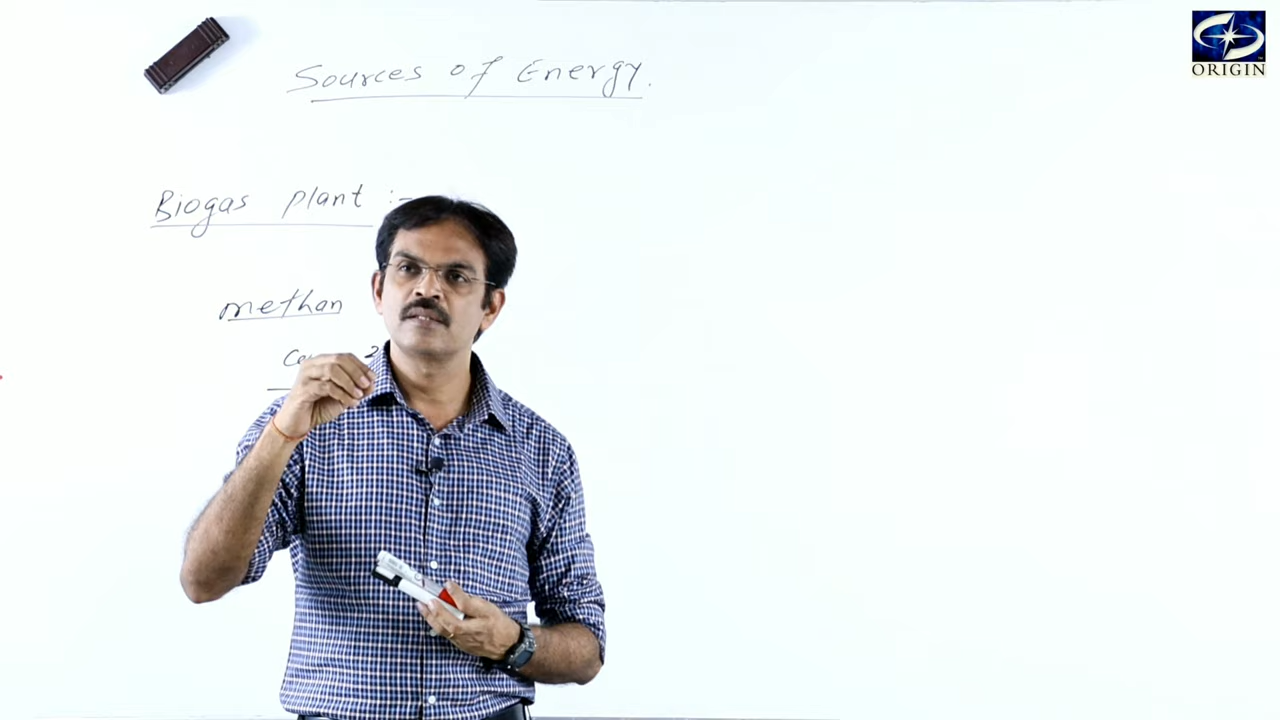 Sources of Energy.
ORIGIN
Biogas plant :-
methan